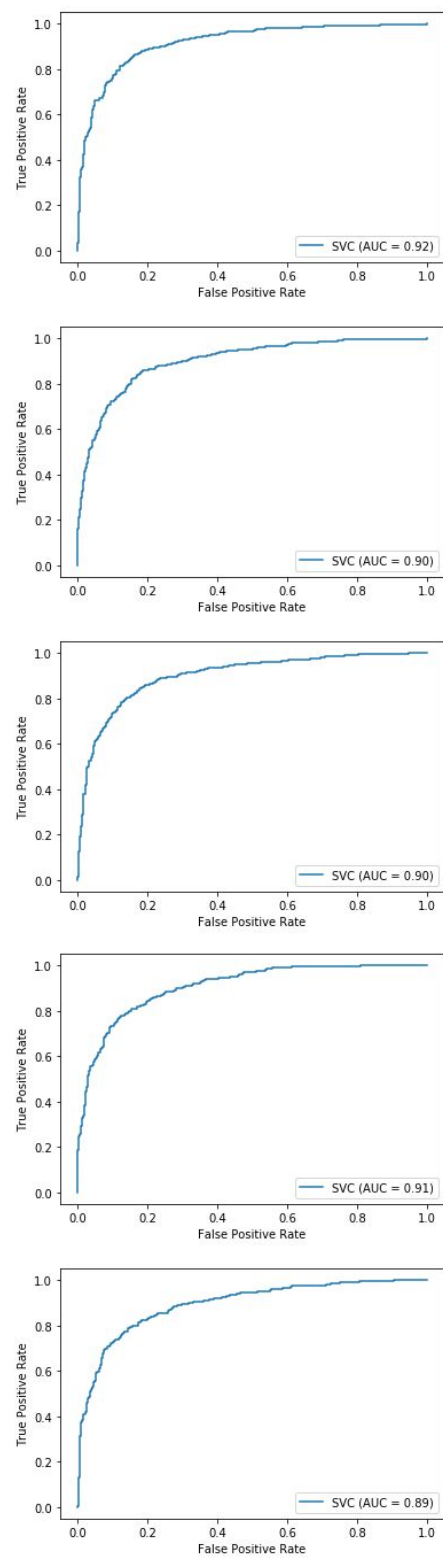 True Positive Rate
1.0
0.8
0.6
0.4
0.2
0.0
SVC (AUC = 0.92)
0.0 0.2 0.4 0.6 0.8 1.0
False Positive Rate
True Positive Rate
1.0
0.8
0.6
0.4
0.2
0.0
SVC (AUC = 0.90)
0.0 0.2 0.4 0.6 0.8 1.0
False Positive Rate
True Positive Rate
1.0
0.8
0.6
0.4
0.2
0.0
SVC (AUC = 0.90)
0.0 0.2 0.4 0.6 0.8 1.0
False Positive Rate
True Positive Rate
1.0
0.8
0.6
0.4
0.2
0.0
SVC (AUC = 0.91)
0.0 0.2 0.4 0.6 0.8 1.0
False Positive Rate
True Positive Rate
1.0
0.8
0.6
0.4
0.2
0.0
SVC (AUC = 0.89)
0.0 0.2 0.4 0.6 0.8 1.0
False Positive Rate